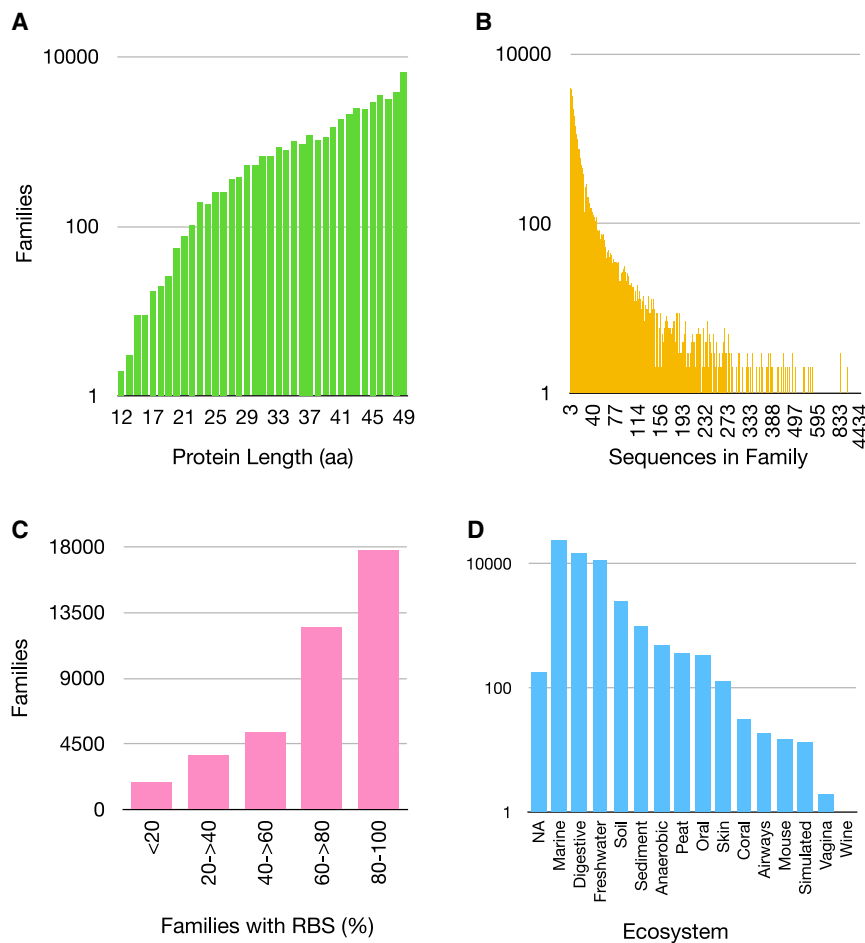 A
10000
100
1
Families
12 17 21 25 29 33 37 41 45 49
Protein Length (aa)
B
10000
100
1
3 40 77 114 156 193 232 273 333 388 497 595 833 4434
Sequences in Family
C
18000
13500
9000
4500
0
Families
<20 20->40 40->60 60->80 80-100
Families with RBS (%)
D
10000
100
1
NA Marine Digestive Freshwater Soil Sediment Anaerobic Peat Oral Skin Coral Airways Mouse Simulated Vagina Wine
Ecosystem